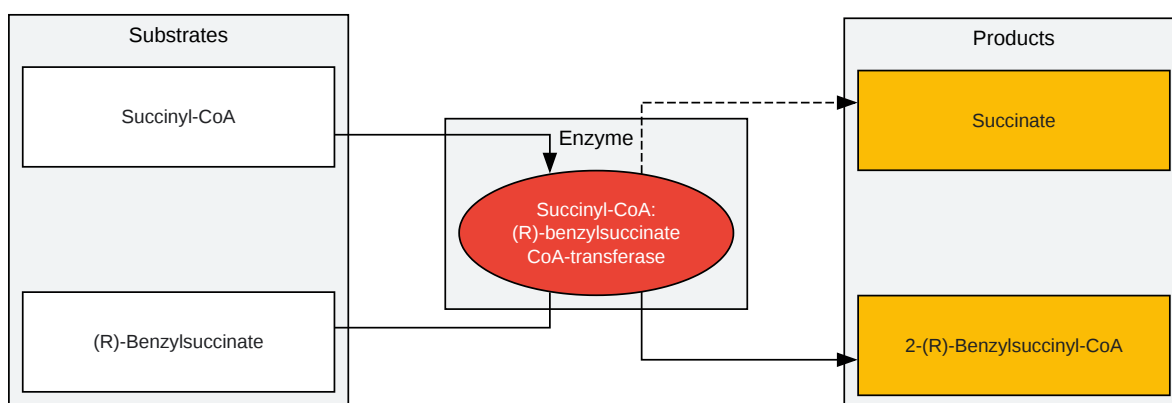 Substrates
Succinyl-CoA
(R)-Benzylsuccinate
Enzyme
Succinyl-CoA:
(R)-benzylsuccinate
CoA-transferase
Products
Succinate
2-(R)-Benzylsuccinyl-CoA